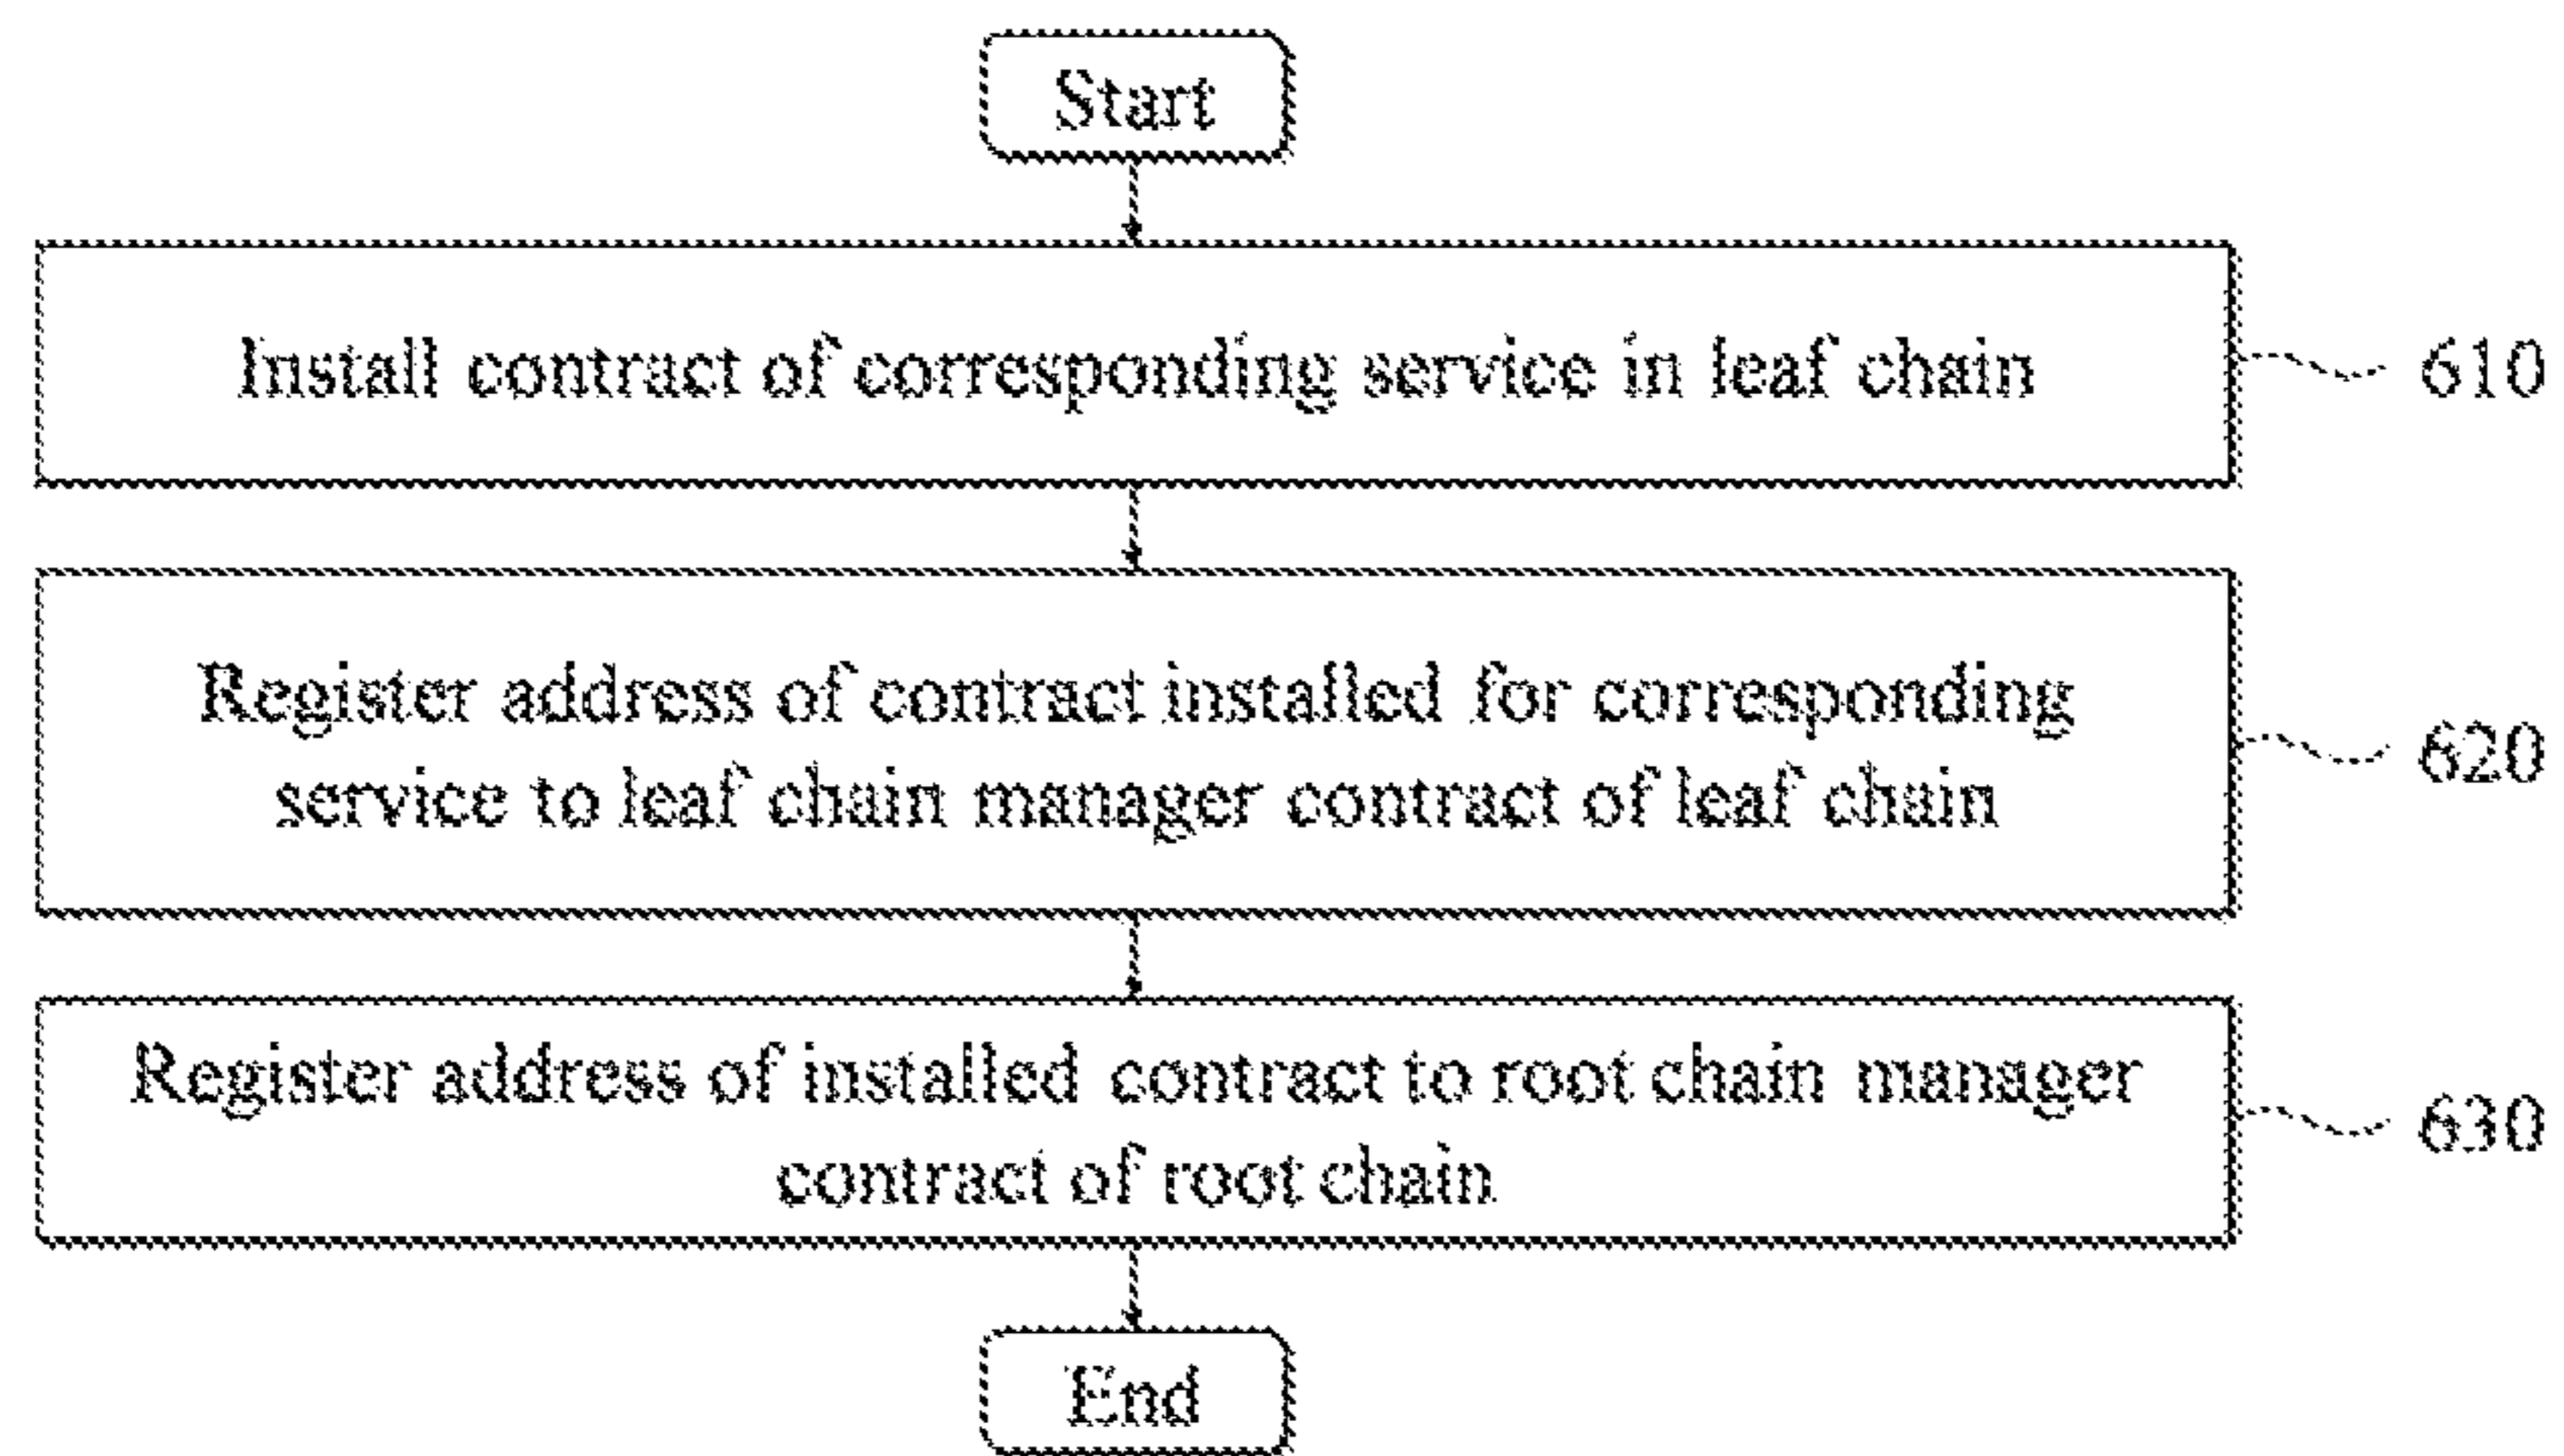 Start
Install contract of corresponding service in leaf chain
610
Register address of contract installed for corresponding
service to leaf chain manager contract of leaf chain
620
Register address of installed contract to root chain manager
contract of root chain
630
End